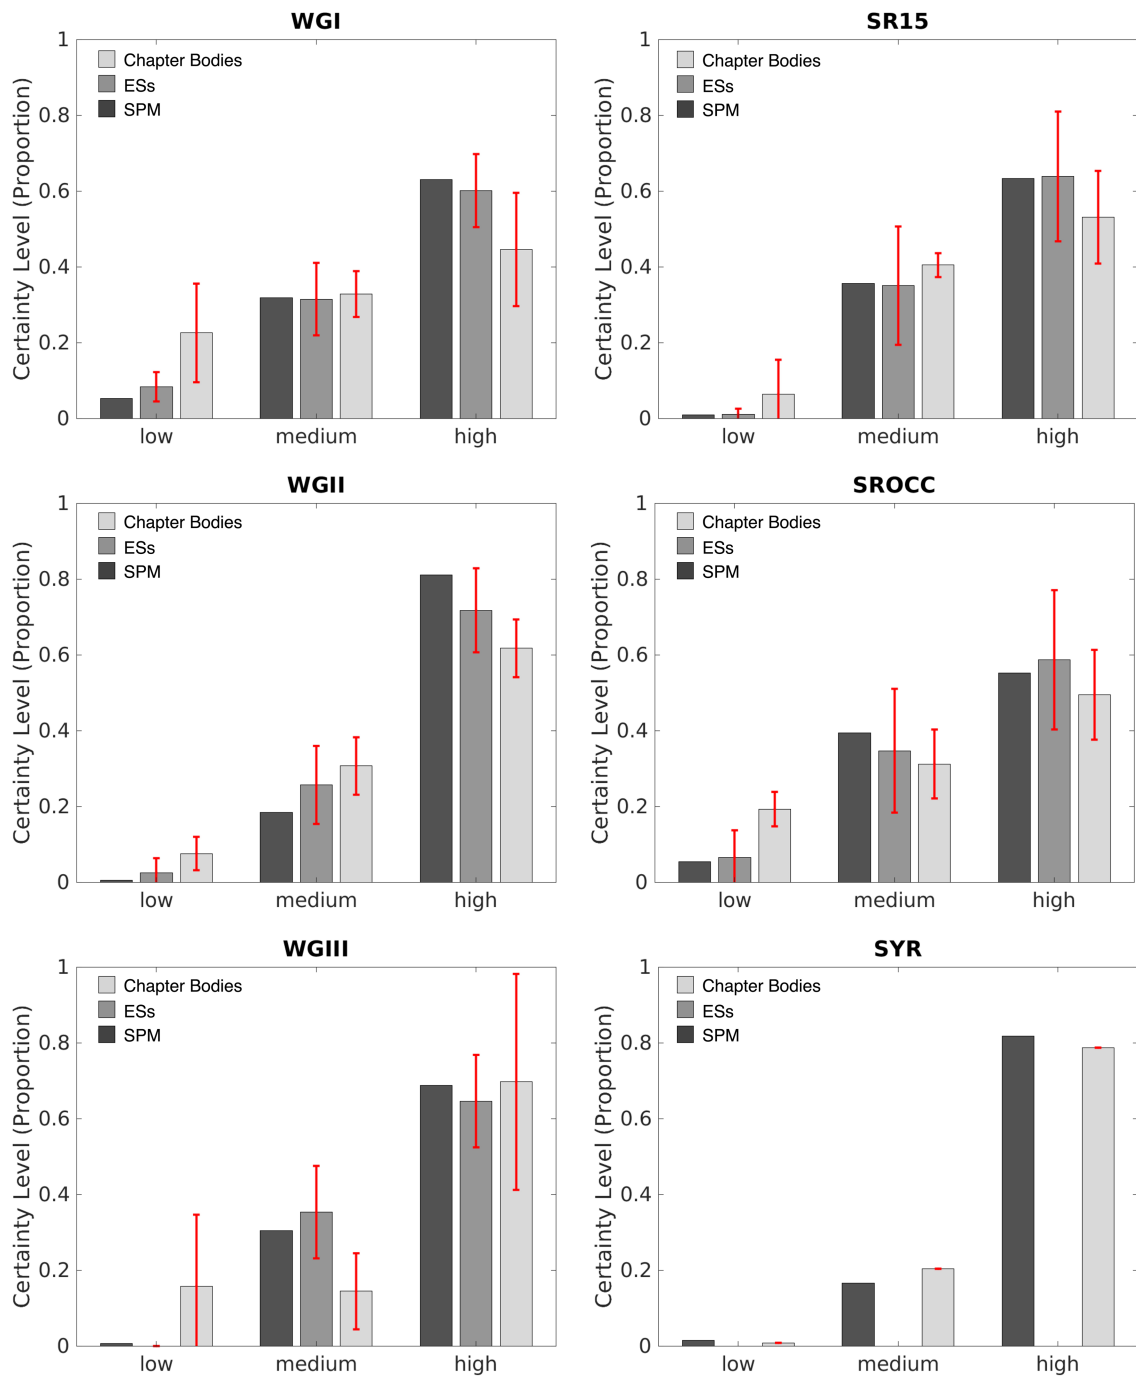 WGI
Certainty Level (Proportion)
1
0.8
0.6
0.4
0.2
0
Chapter Bodies
ESs
SPM
low medium high
SR15
Certainty Level (Proportion)
1
0.8
0.6
0.4
0.2
0
Chapter Bodies
ESs
SPM
low medium high
WGII
Certainty Level (Proportion)
1
0.8
0.6
0.4
0.2
0
Chapter Bodies
ESs
SPM
low medium high
SROCC
Certainty Level (Proportion)
1
0.8
0.6
0.4
0.2
0
Chapter Bodies
ESs
SPM
low medium high
WGIII
Certainty Level (Proportion)
1
0.8
0.6
0.4
0.2
0
Chapter Bodies
ESs
SPM
low medium high
SYR
Certainty Level (Proportion)
1
0.8
0.6
0.4
0.2
0
Chapter Bodies
ESs
SPM
low medium high